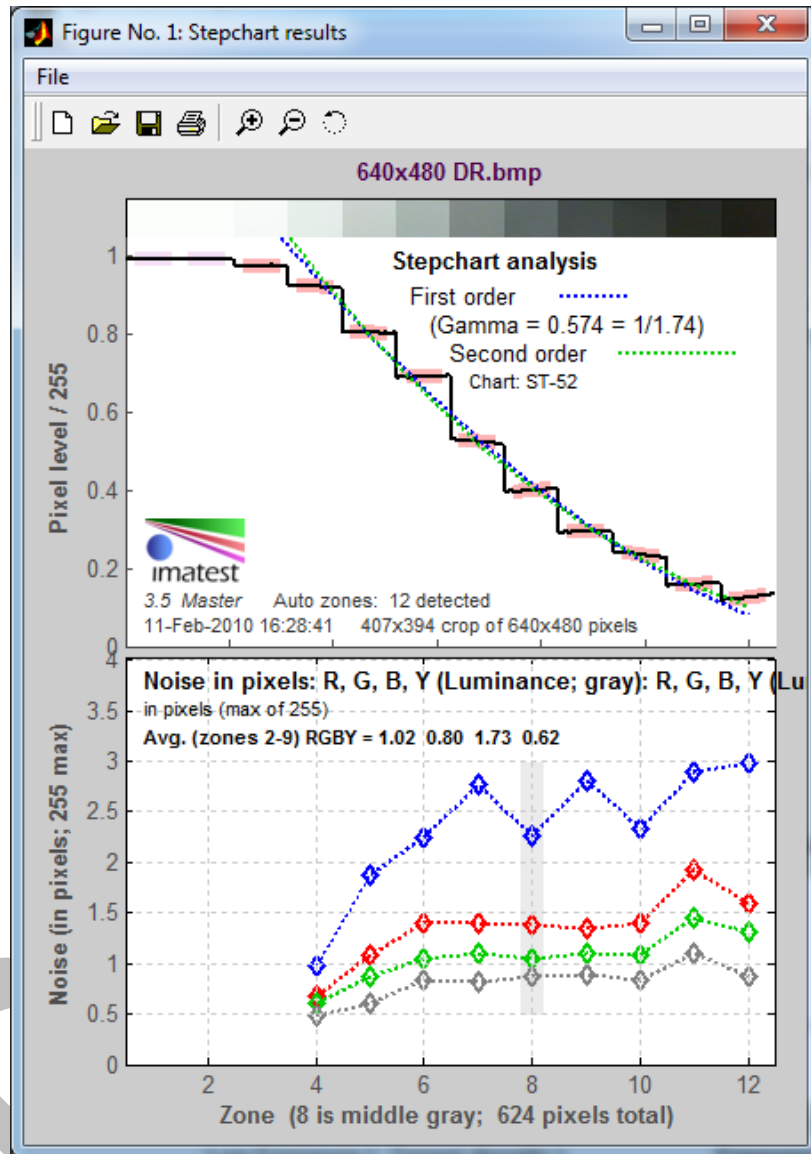 Figure No. 1: Stepchart results
File
640x480 DR.bmp
1
0.8
0.6
0.4
0.2
0
Pixel level / 255
Stepchart analysis
First order
(Gamma = 0.574 = 1/1.74)
Second order
Chart: ST-52
imatest
3.5 Master Auto zones: 12 detected
11-Feb-2010 16:28:41 407x394 crop of 640x480 pixels
4
3.5
3
2.5
2
1.5
1
0.5
0
Noise (in pixels; 255 max)
Noise in pixels: R, G, B, Y (Luminance; gray): R, G, B, Y (Lu
in pixels (max of 255)
Avg. (zones 2-9) RGBY = 1.02 0.80 1.73 0.62
2 4 6 8 10 12
Zone (8 is middle gray; 624 pixels total)